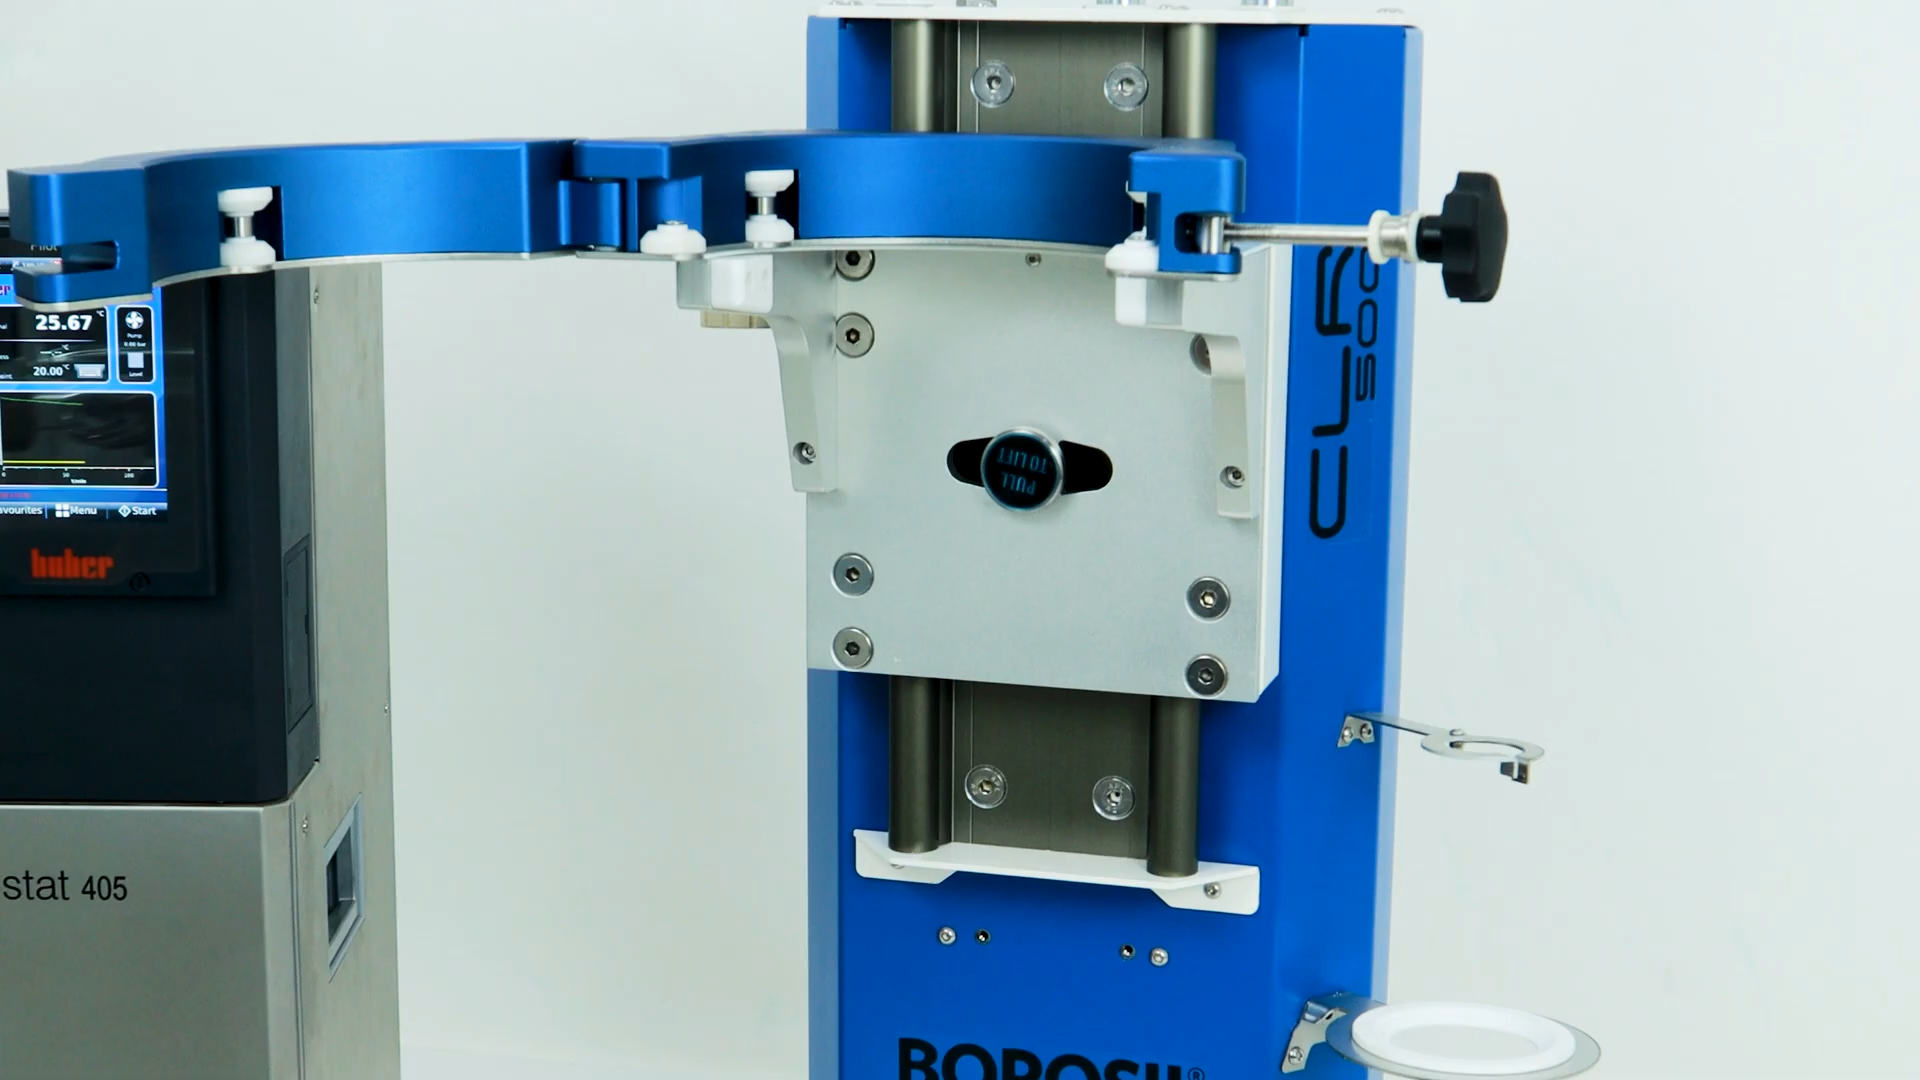 25.67 °C
20.00 °C
Menu
Start
huber
stat 405
PULL
TO LIFT
CLR
500
BOROSIL®